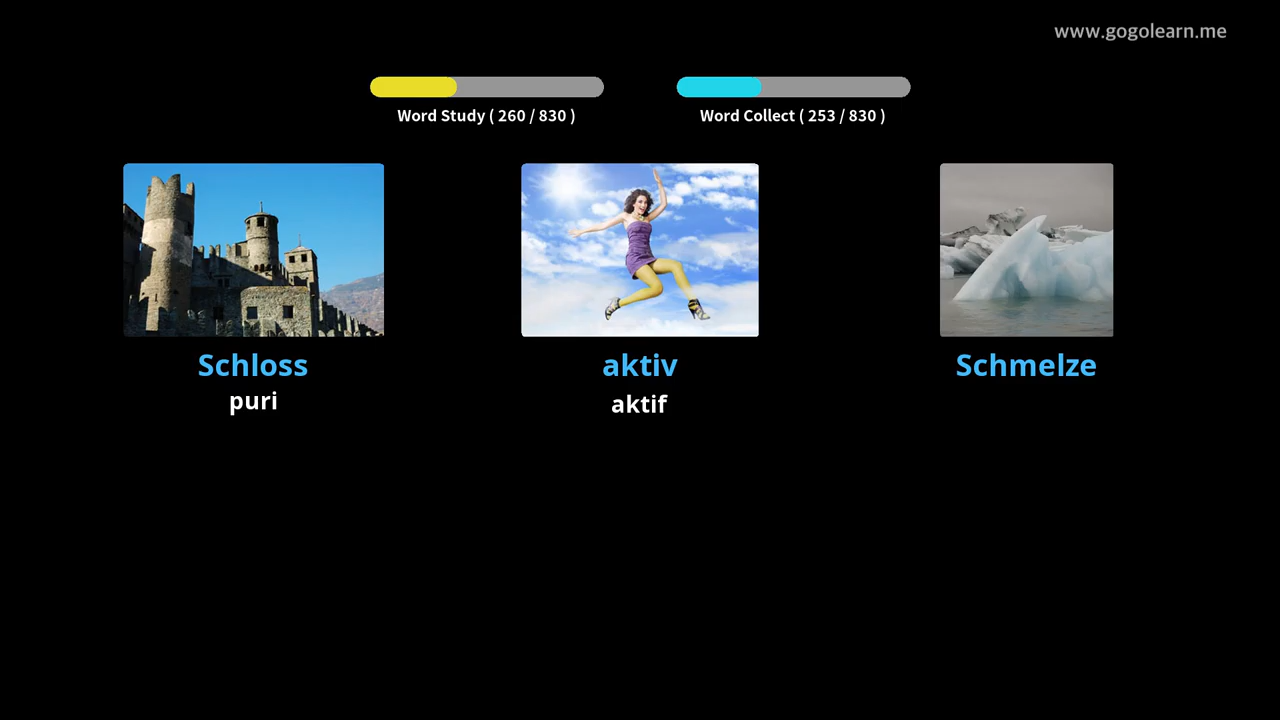 www.gogolearn.me
Word Study ( 260 / 830 )
Word Collect ( 253 / 830 )
Schloss
puri
aktiv
aktif
Schmelze